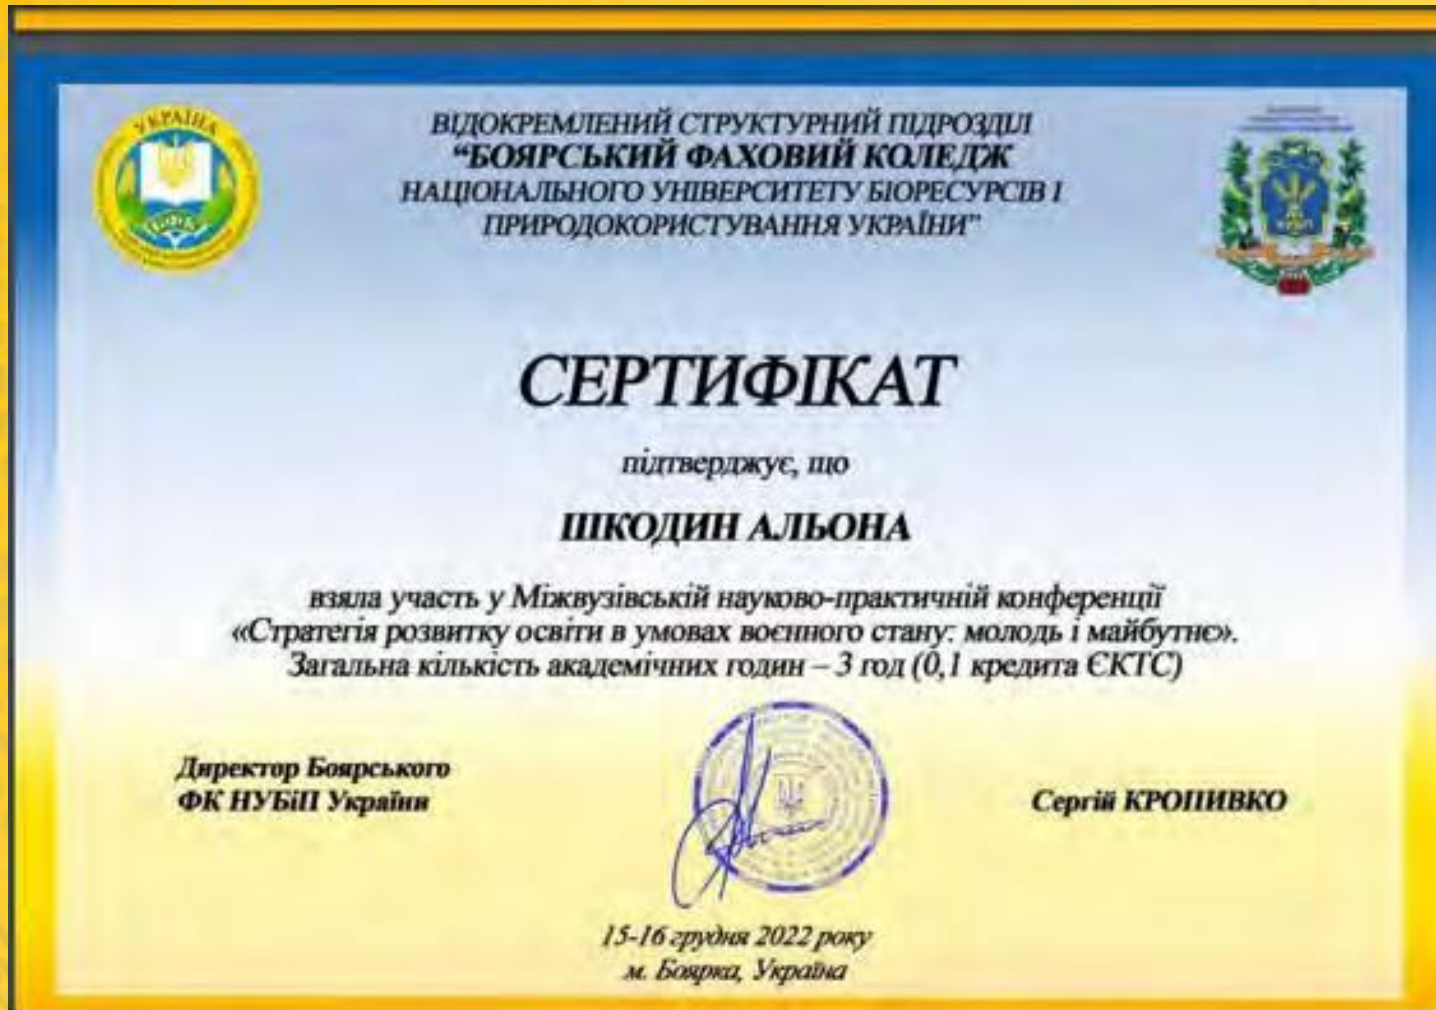 УКРАЇНА
ВІДОКРЕМЛЕНИЙ СТРУКТУРНИЙ ПІДРОЗДІЛ
“БОЯРСЬКИЙ ФАХОВИЙ КОЛЕДЖ
НАЦІОНАЛЬНОГО УНІВЕРСИТЕТУ БІОРЕСУРСІВ І
ПРИРОДОКОРИСТУВАННЯ УКРАЇНИ”
СЕРТИФІКАТ
підтверджує, що
ШКОДИН АЛЬОНА
взяла участь у Міжвузівській науково-практичній конференції
«Стратегія розвитку освіти в умовах воєнного стану: молодь і майбутнє».
Загальна кількість академічних годин – 3 год (0,1 кредита ЄКТС)
Директор Боярського
ФК НУБіП України
Сергій КРОПИВКО
15-16 грудня 2022 року
м. Боярка, Україна